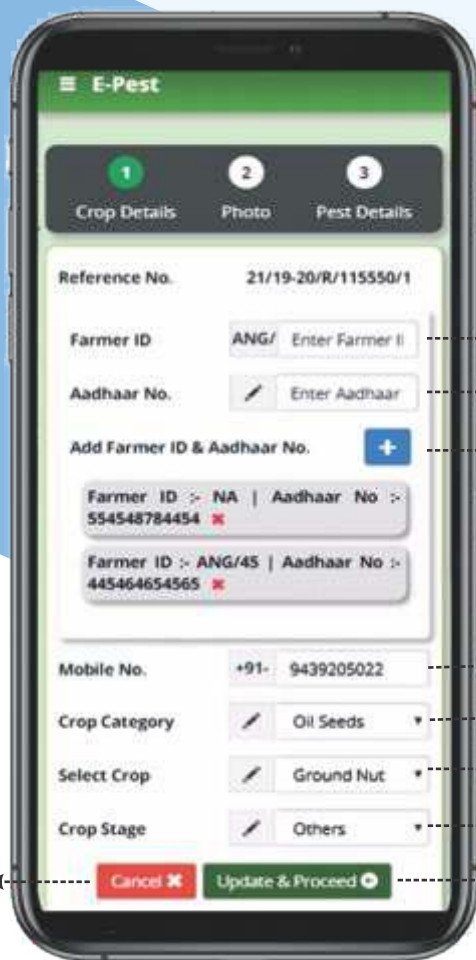 E-Pest
1 2 3
Crop Details Photo Pest Details
Reference No. 21/19-20/R/115550/1
Farmer ID ANG/ Enter Farmer I
Aadhaar No. Enter Aadhaar
Add Farmer ID & Aadhaar No. +
Farmer ID :- NA | Aadhaar No :-
554548784454
Farmer ID :- ANG/45 | Aadhaar No :-
445464654565
Mobile No. +91- 9439205022
Crop Category Oil Seeds
Select Crop Ground Nut
Crop Stage Others
Cancel Update & Proceed